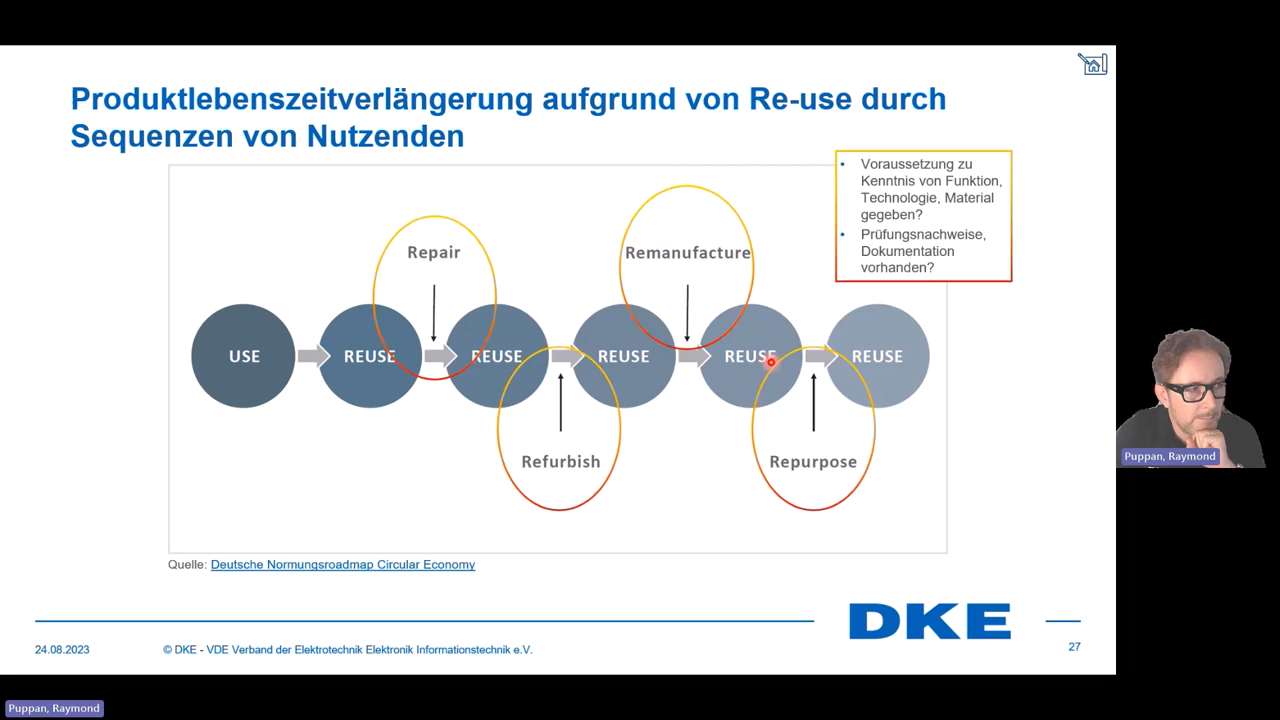 Produktlebenszeitverlängerung aufgrund von Re-use durch
Sequenzen von Nutzenden
• Voraussetzung zu
Kenntnis von Funktion,
Technologie, Material
gegeben?
• Prüfungsnachweise,
Dokumentation
vorhanden?
Repair
Remanufacture
USE
REUSE
REUSE
REUSE
REUSE
REUSE
Refurbish
Repurpose
Quelle: Deutsche Normungsroadmap Circular Economy
DKE
24.08.2023
© DKE - VDE Verband der Elektrotechnik Elektronik Informationstechnik e.V.
27
Puppan, Raymond
Puppan, Raymond